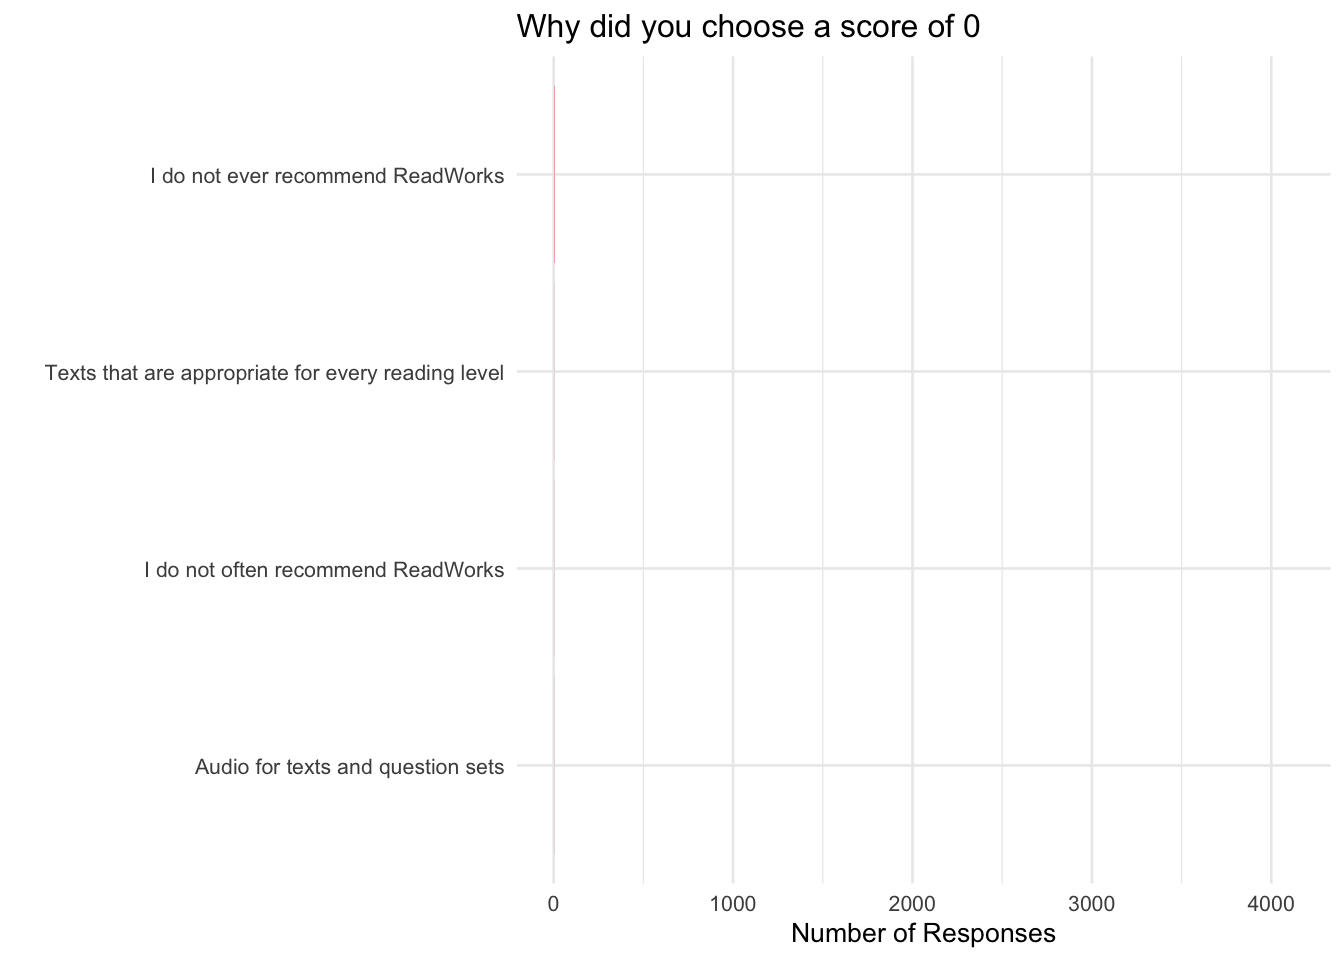 Why did you choose a score of 0
I do not ever recommend ReadWorks
Texts that are appropriate for every reading level
I do not often recommend ReadWorks
Audio for texts and question sets
0 1000 2000 3000 4000
Number of Responses